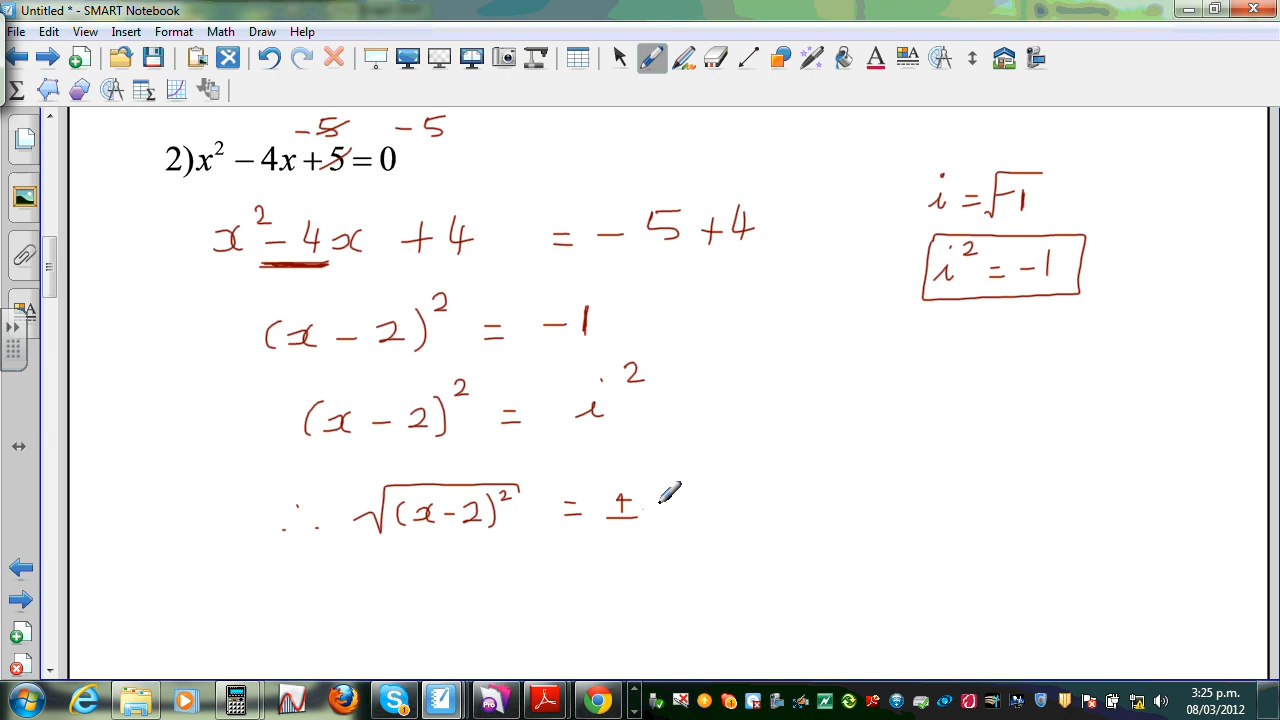 Untitled * - SMART Notebook
File Edit View Insert Format Math Draw Help
-5 -5
2)x² - 4x + 5 = 0
x² - 4x + 4 = - 5 + 4
(x - 2)² = -1
(x - 2)² = i²
∴ √(x-2)² = ±
i = √-1
i² = -1
3:25 p.m.
08/03/2012